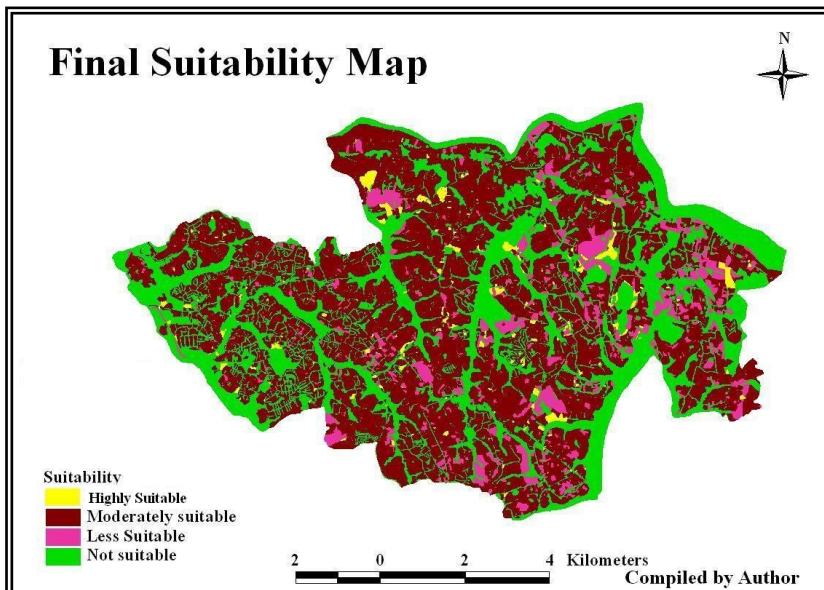 Final Suitability Map
N
Suitability
Highly Suitable
Moderately suitable
Less Suitable
Not suitable
2 0 2 4 Kilometers
Compiled by Author